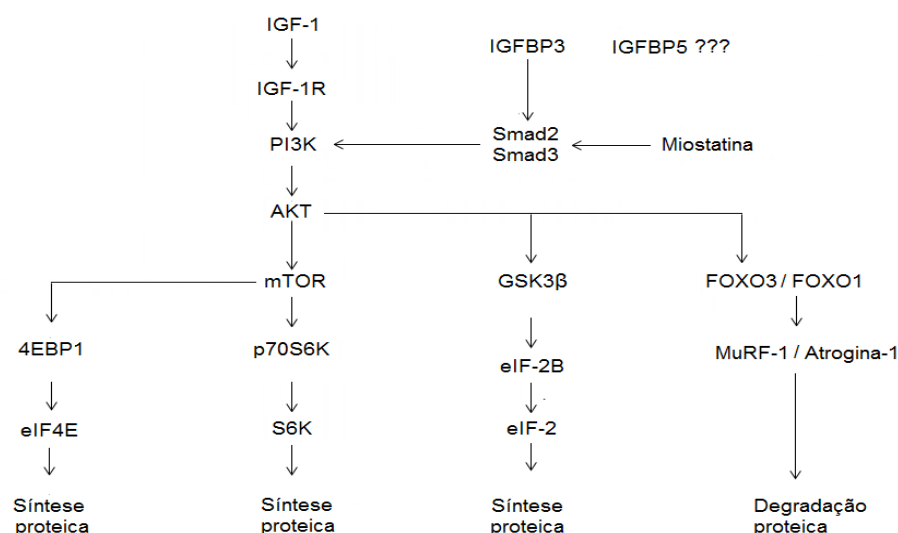 IGF-1
IGFBP3
IGFBP5 ???
IGF-1R
PI3K
Smad2
Smad3
Miostatina
AKT
mTOR
GSK3β
FOXO3 / FOXO1
4EBP1
p70S6K
eIF-2B
MuRF-1 / Atrogina-1
eIF4E
S6K
eIF-2
Síntese
proteica
Síntese
proteica
Síntese
proteica
Degradação
proteica